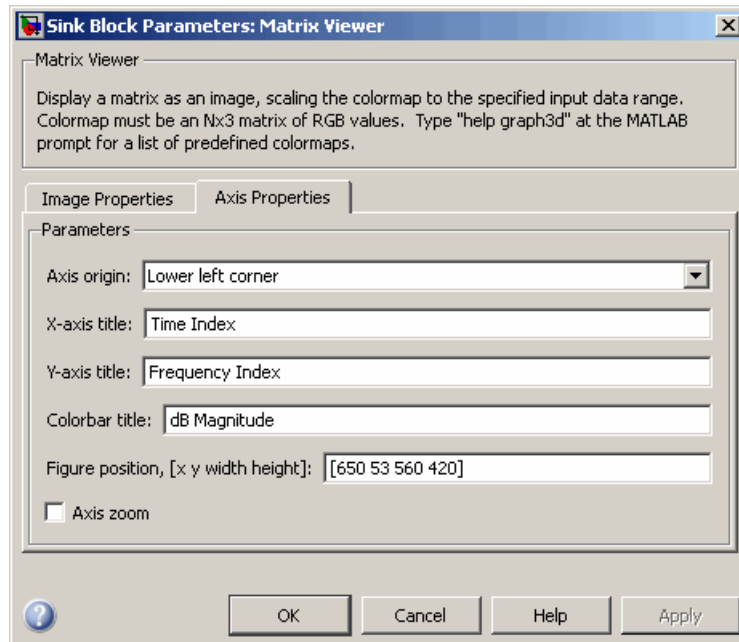 Sink Block Parameters: Matrix Viewer
Matrix Viewer
Display a matrix as an image, scaling the colormap to the specified input data range.
Colormap must be an Nx3 matrix of RGB values. Type "help graph3d" at the MATLAB
prompt for a list of predefined colormaps.
Image Properties Axis Properties
Parameters
Axis origin: Lower left corner
X-axis title: Time Index
Y-axis title: Frequency Index
Colorbar title: dB Magnitude
Figure position, [x y width height]: [650 53 560 420]
Axis zoom
? OK Cancel Help Apply